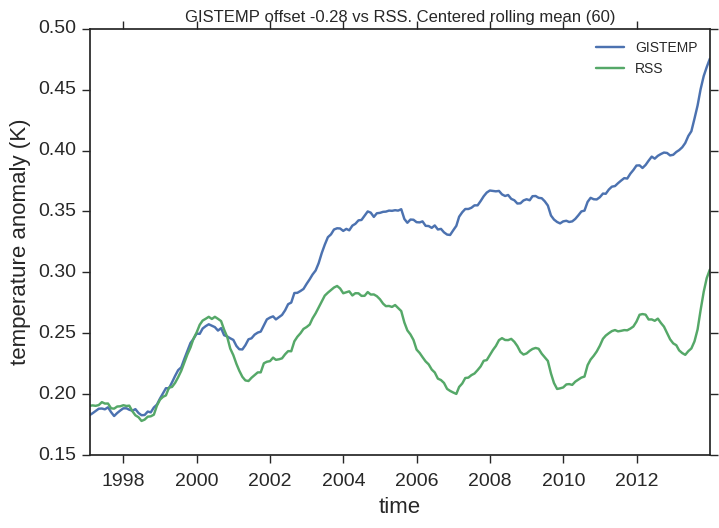 GISTEMP offset -0.28 vs RSS. Centered rolling mean (60)
GISTEMP
RSS
0.50
0.45
0.40
0.35
0.30
0.25
0.20
0.15
temperature anomaly (K)
1998 2000 2002 2004 2006 2008 2010 2012
time